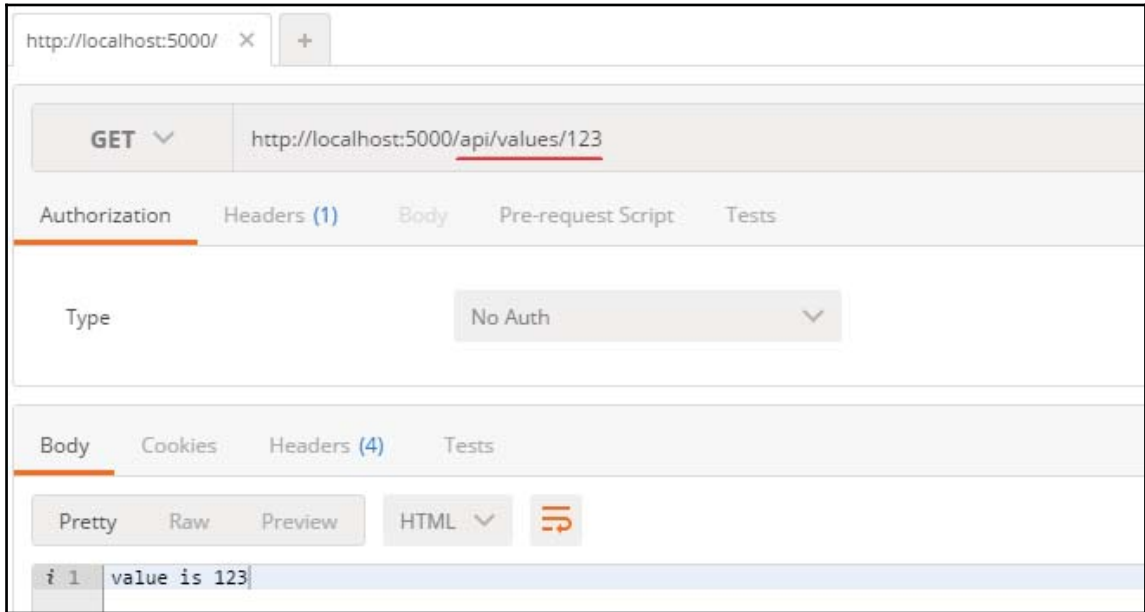 http://localhost:5000/
GET http://localhost:5000/api/values/123
Authorization Headers (1) Body Pre-request Script Tests
Type No Auth
Body Cookies Headers (4) Tests
Pretty Raw Preview HTML
i 1 value is 123